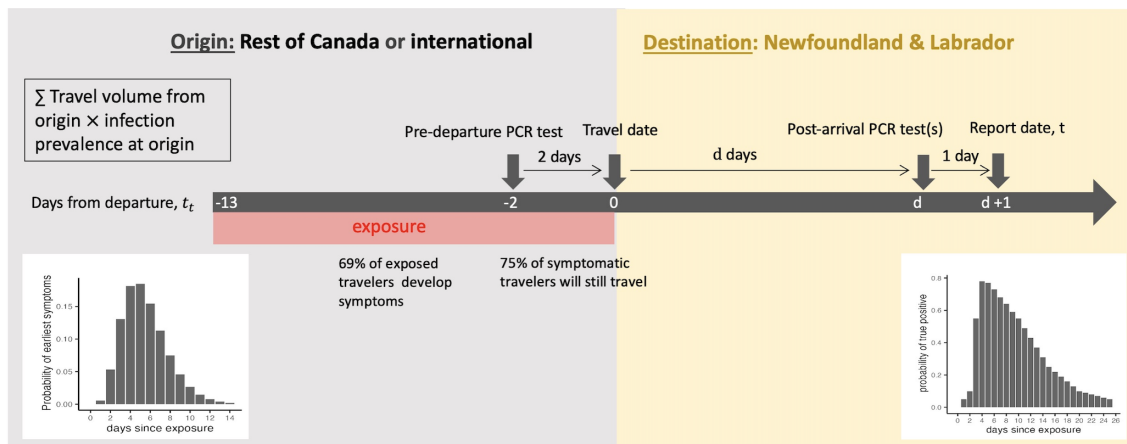 Origin: Rest of Canada or international
Destination: Newfoundland & Labrador
∑ Travel volume from
origin × infection
prevalence at origin
Pre-departure PCR test
Travel date
Post-arrival PCR test(s)
Report date, t
2 days
d days
1 day
Days from departure, tₜ
-13
-2
0
d
d +1
exposure
69% of exposed
travelers develop
symptoms
75% of symptomatic
travelers will still travel
Probability of earliest symptoms
0.15
0.10
0.05
0.00
0 2 4 6 8 10 12 14
days since exposure
probability of true positive
0.8
0.6
0.4
0.2
0.0
0 2 4 6 8 10 12 14 16 18 20 22 24 26
days since exposure